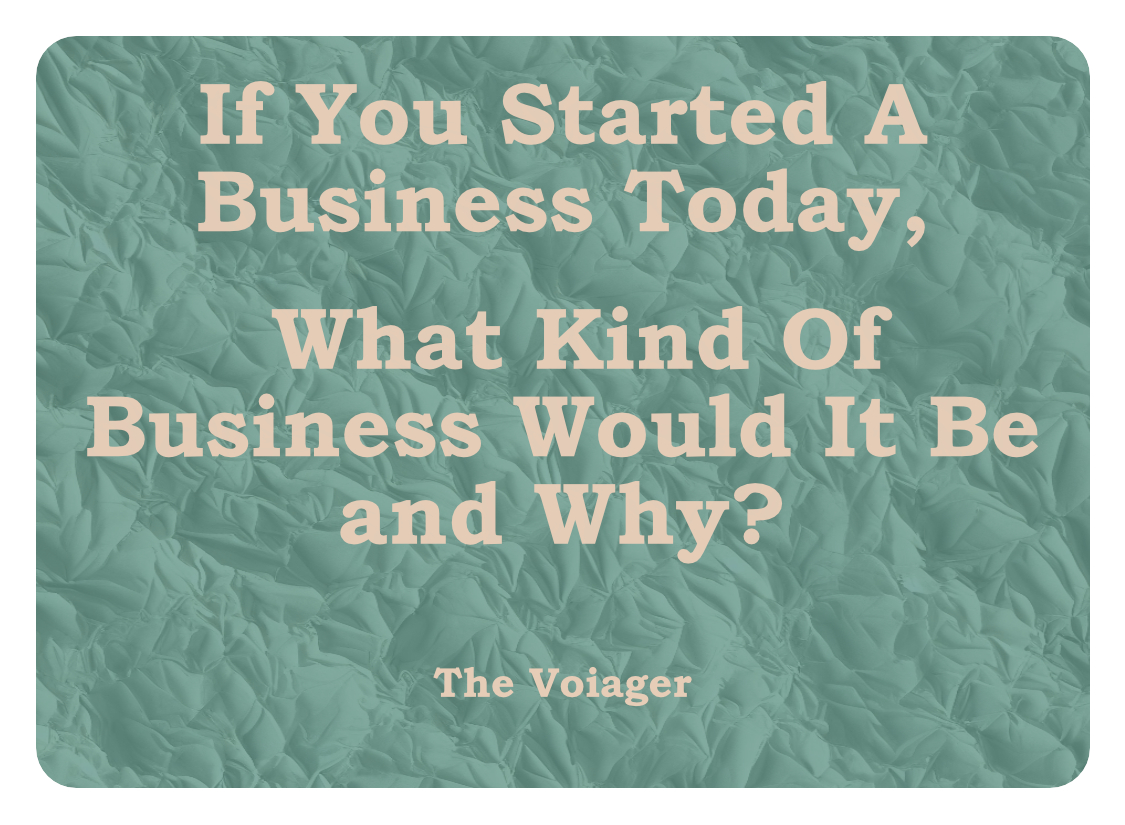 If You Started A
Business Today,
What Kind Of
Business Would It Be
and Why?
The Voiager